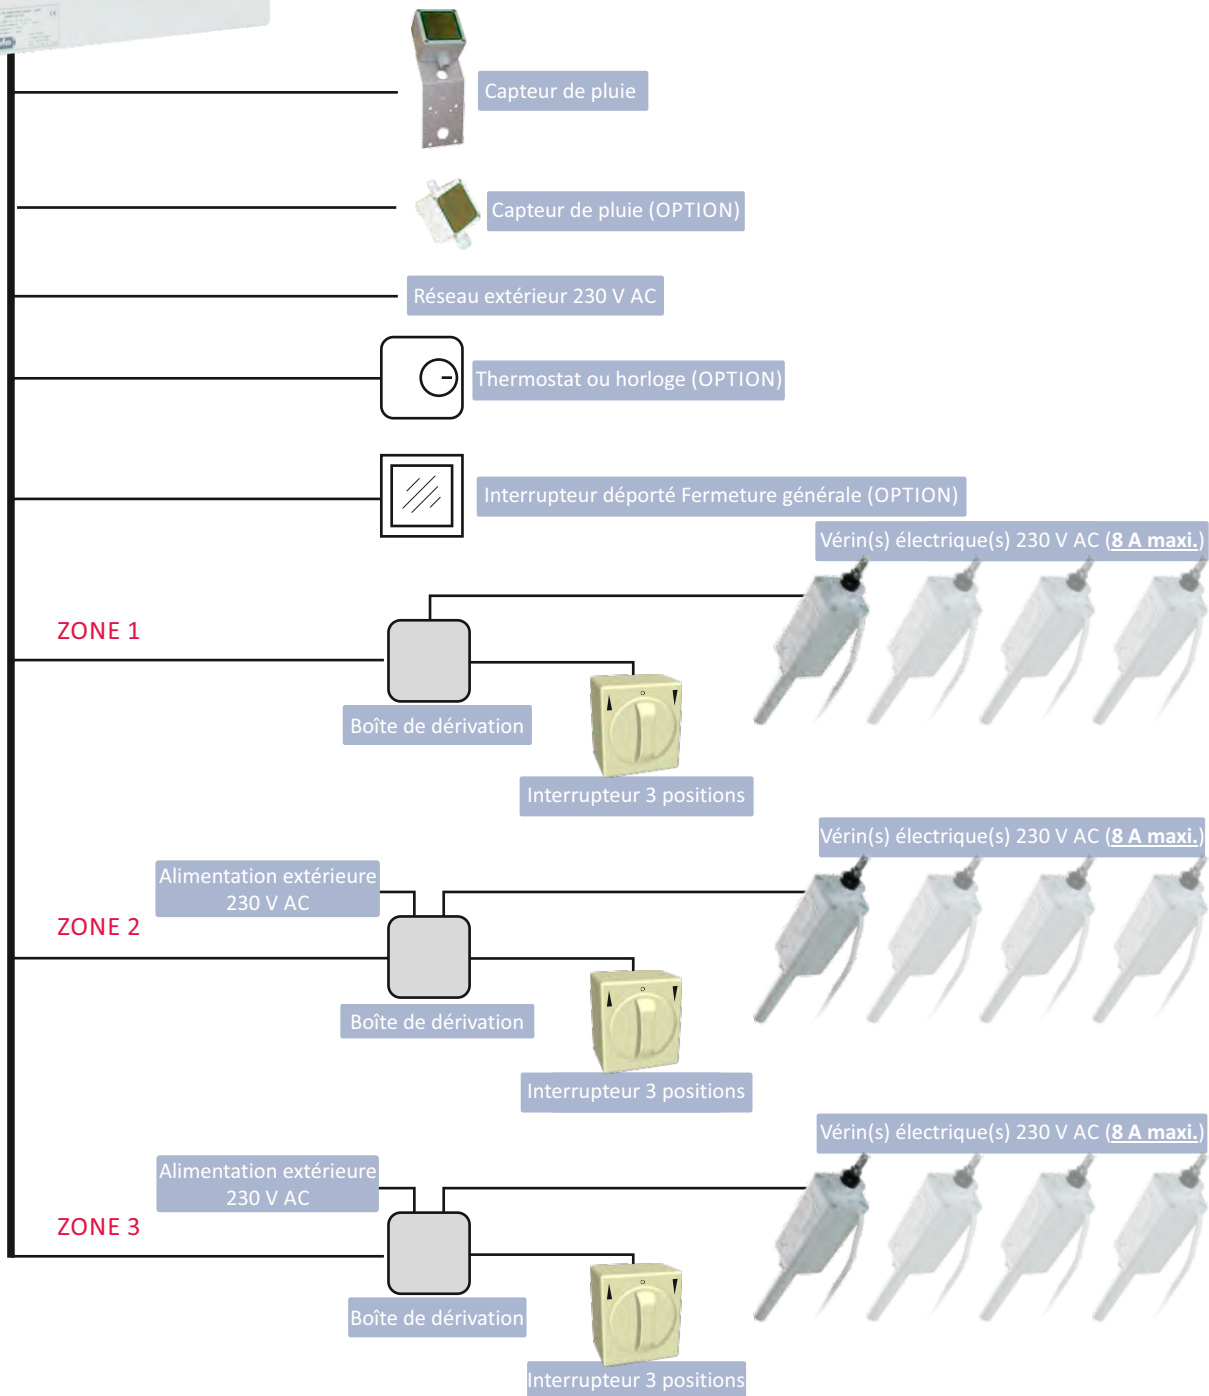 Capteur de pluie
Capteur de pluie (OPTION)
Réseau extérieur 230 V AC
Thermostat ou horloge (OPTION)
Interrupteur déporté Fermeture générale (OPTION)
Vérin(s) électrique(s) 230 V AC (8 A maxi.)
ZONE 1
Boîte de dérivation
Interrupteur 3 positions
Vérin(s) électrique(s) 230 V AC (8 A maxi.)
Alimentation extérieure
230 V AC
ZONE 2
Boîte de dérivation
Interrupteur 3 positions
Vérin(s) électrique(s) 230 V AC (8 A maxi.)
Alimentation extérieure
230 V AC
ZONE 3
Boîte de dérivation
Interrupteur 3 positions